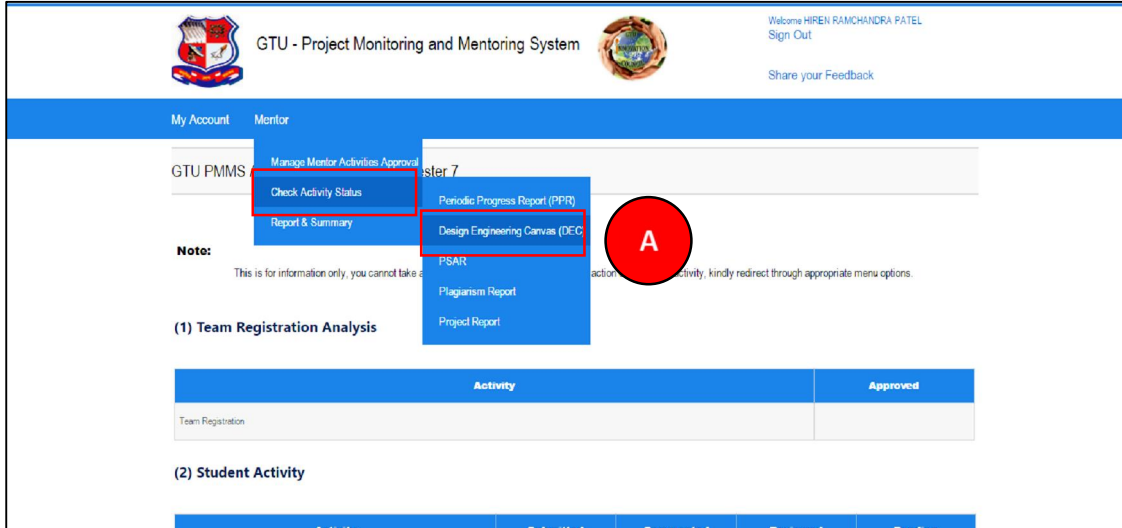 Welcome HIREN RAMCHANDRA PATEL
GTU - Project Monitoring and Mentoring System
Sign Out
Share your Feedback
My Account Mentor
Manage Mentor Activities Approval
GTU PMMS ester 7
Check Activity Status
Periodic Progress Report (PPR)
Report & Summary
Design Engineering Canvas (DEC)
A
Note:
PSAR
This is for information only, you cannot take a action ctivity, kindly redirect through appropriate menu options.
Plagiarism Report
Project Report
(1) Team Registration Analysis
Activity Approved
Team Registration
(2) Student Activity